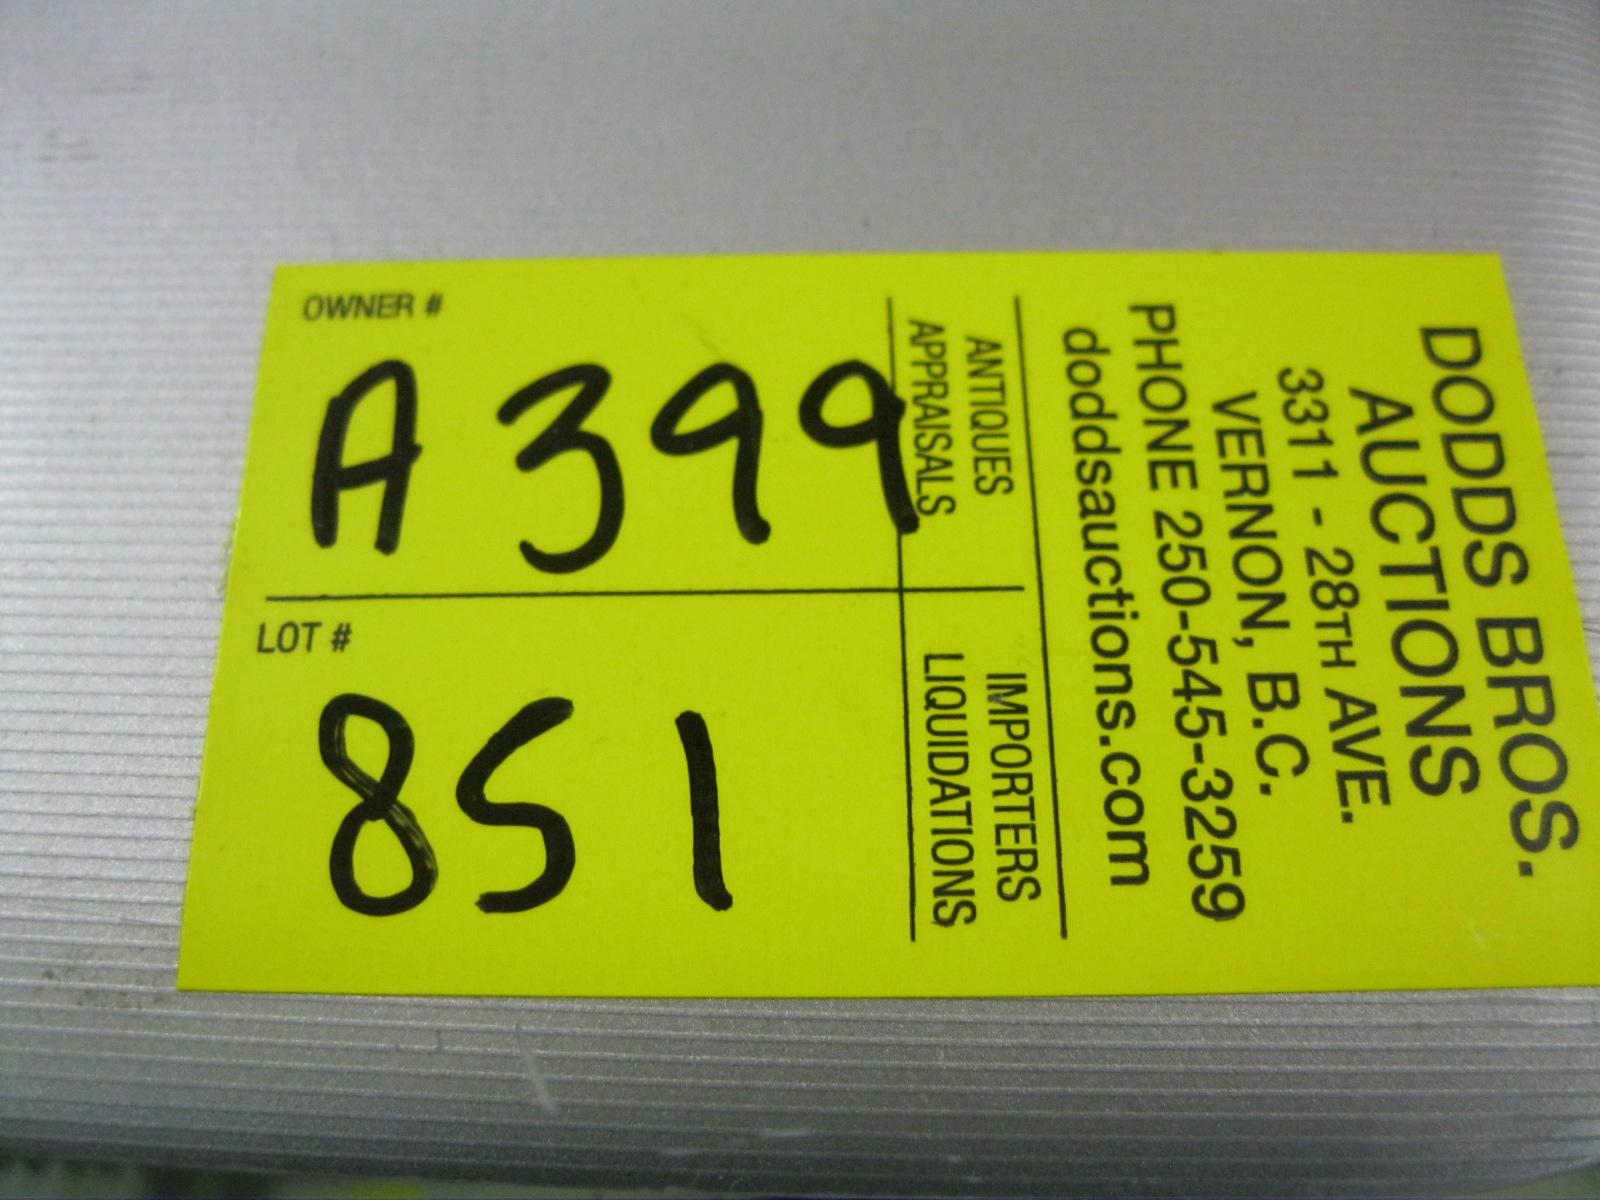 DODDS BROS.
AUCTIONS
3311 - 28TH AVE.
VERNON, B.C.
PHONE 250-545-3259
doddsauctions.com
ANTIQUES
APPRAISALS
IMPORTERS
LIQUIDATIONS
OWNER #
A399
LOT #
851